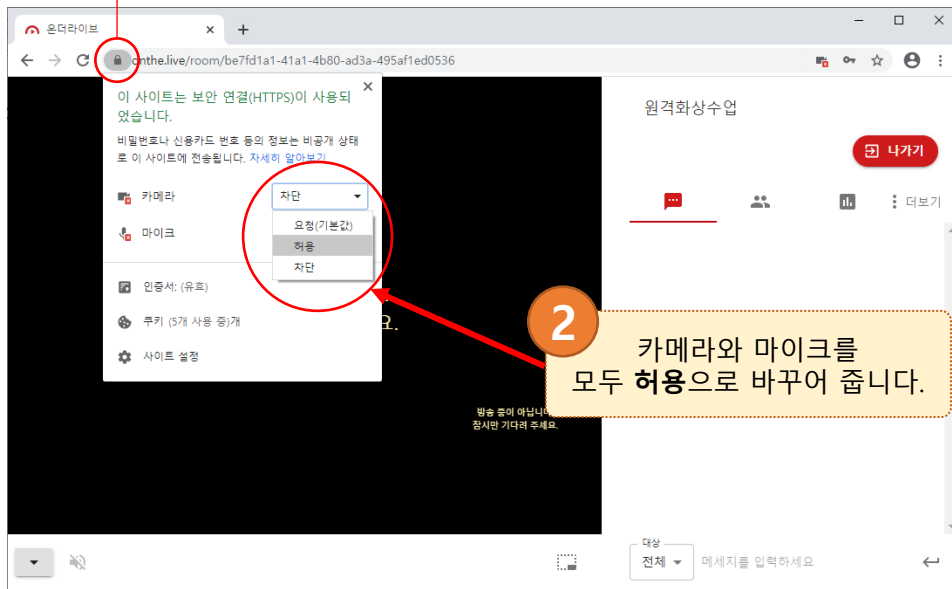 온더라이브
onthe.live/room/be7fd1a1-41a1-4b80-ad3a-495af1ed0536
이 사이트는 보안 연결(HTTPS)이 사용되
었습니다.
비밀번호나 신용카드 번호 등의 정보는 비공개 상태
로 이 사이트에 전송됩니다. 자세히 알아보기
카메라
차단
마이크
요청(기본값)
허용
차단
인증서: (유효)
쿠키 (5개 사용 중)개
사이트 설정
요.
방송 중이 아닙니다
잠시만 기다려 주세요.
원격화상수업
나가기
더보기
2
카메라와 마이크를
모두 허용으로 바꾸어 줍니다.
대상
전체
메세지를 입력하세요